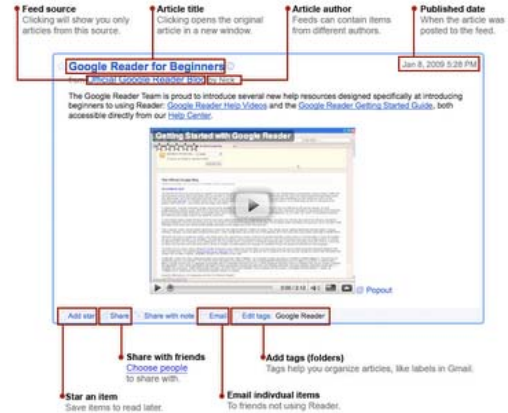 Feed source
Clicking will show you only
articles from this source.
Article title
Clicking opens the original
article in a new window.
Article author
Feeds can contain items
from different authors.
Published date
When the article was
posted to the feed.
Google Reader for Beginners
Jan 8, 2009 5:28 PM
from Official Google Reader Blog by Nick
The Google Reader Team is proud to introduce several new help resources designed specifically at introducing
beginners to using Reader: Google Reader Help Videos and the Google Reader Getting Started Guide, both
accessible directly from our Help Center.
Getting Started with Google Reader
Popout
Add star Share Share with note Email Edit tags: Google Reader
Share with friends
Choose people
to share with.
Add tags (folders)
Tags help you organize articles, like labels in Gmail.
Star an item
Save items to read later.
Email indivdual items
To friends not using Reader.